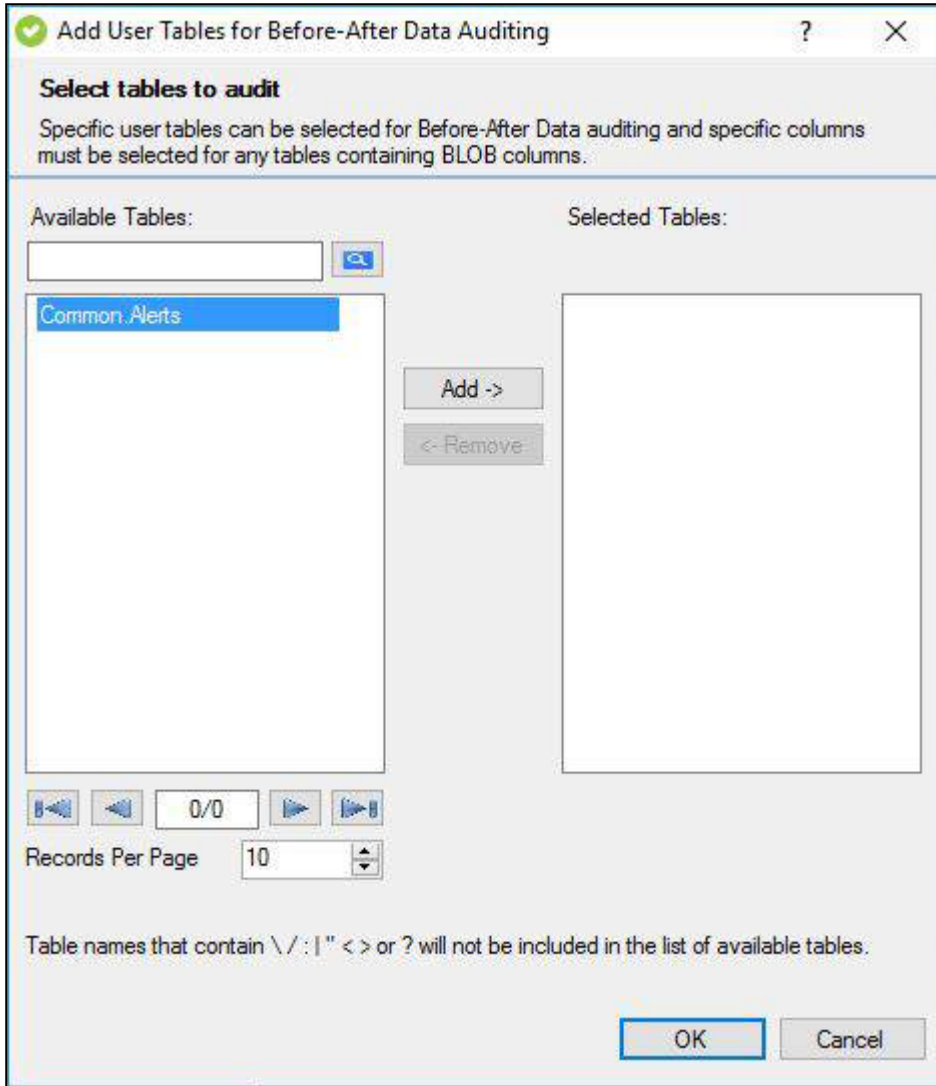 Add User Tables for Before-After Data Auditing ?
Select tables to audit
Specific user tables can be selected for Before-After Data auditing and specific columns
must be selected for any tables containing BLOB columns.
Available Tables:
Selected Tables:
Common.Alerts
Add ->
<- Remove
0/0
Records Per Page 10
Table names that contain \ / : | " < > or ? will not be included in the list of available tables.
OK Cancel